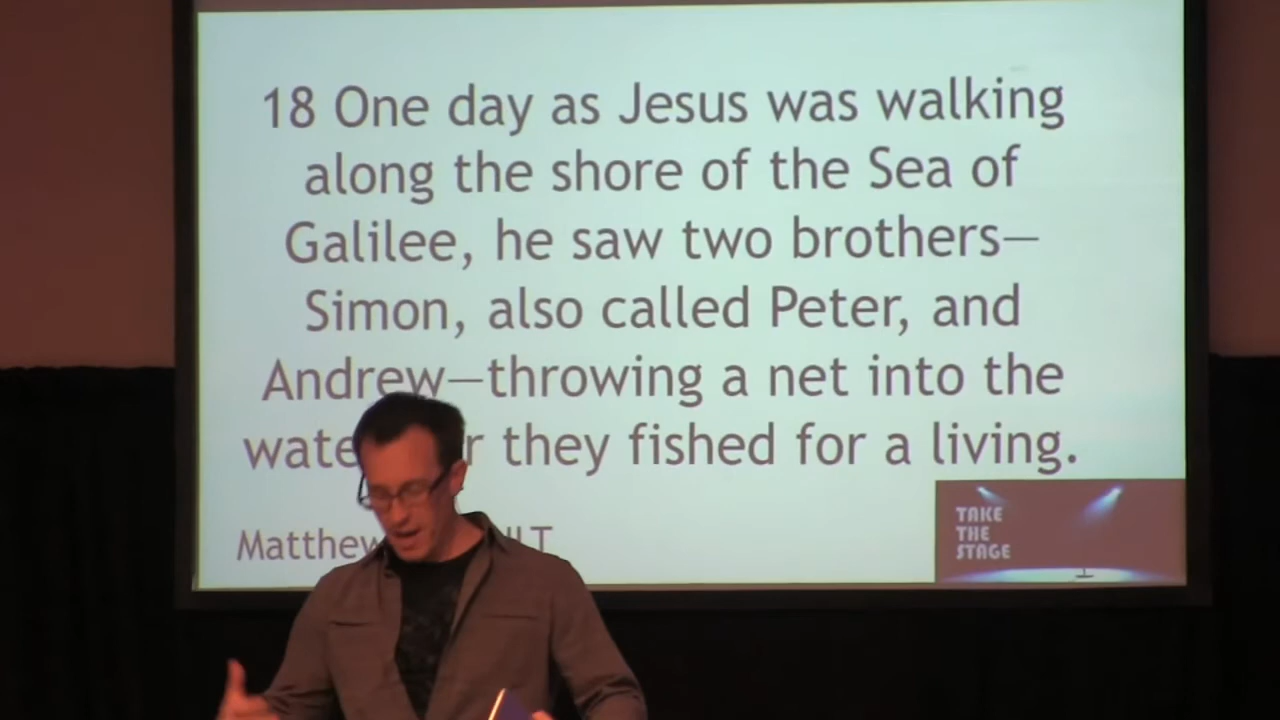 18 One day as Jesus was walking
along the shore of the Sea of
Galilee, he saw two brothers—
Simon, also called Peter, and
Andrew—throwing a net into the
they fished for a living.
Matthew
TAKE
THE
STAGE